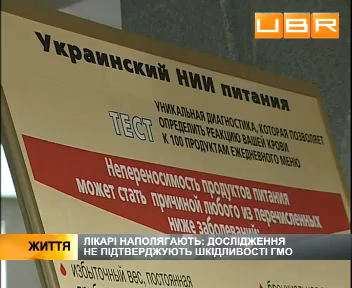 UBR
Украинский НИИ питания
ТЕСТ
УНИКАЛЬНАЯ ДИАГНОСТИКА, КОТОРАЯ ПОЗВОЛЯЕТ
ОПРЕДЕЛИТЬ РЕАКЦИЮ ВАШЕЙ КРОВИ
К 100 ПРОДУКТАМ ЕЖЕДНЕВНОГО МЕНЮ
Непереносимость продуктов питания
может стать причиной любого из перечисленных
ниже заболеваний
ЖИТТЯ
ЛІКАРІ НАПОЛЯГАЮТЬ: ДОСЛІДЖЕННЯ
НЕ ПІДТВЕРДЖУЮТЬ ШКІДЛИВОСТІ ГМО
избыточный вес,